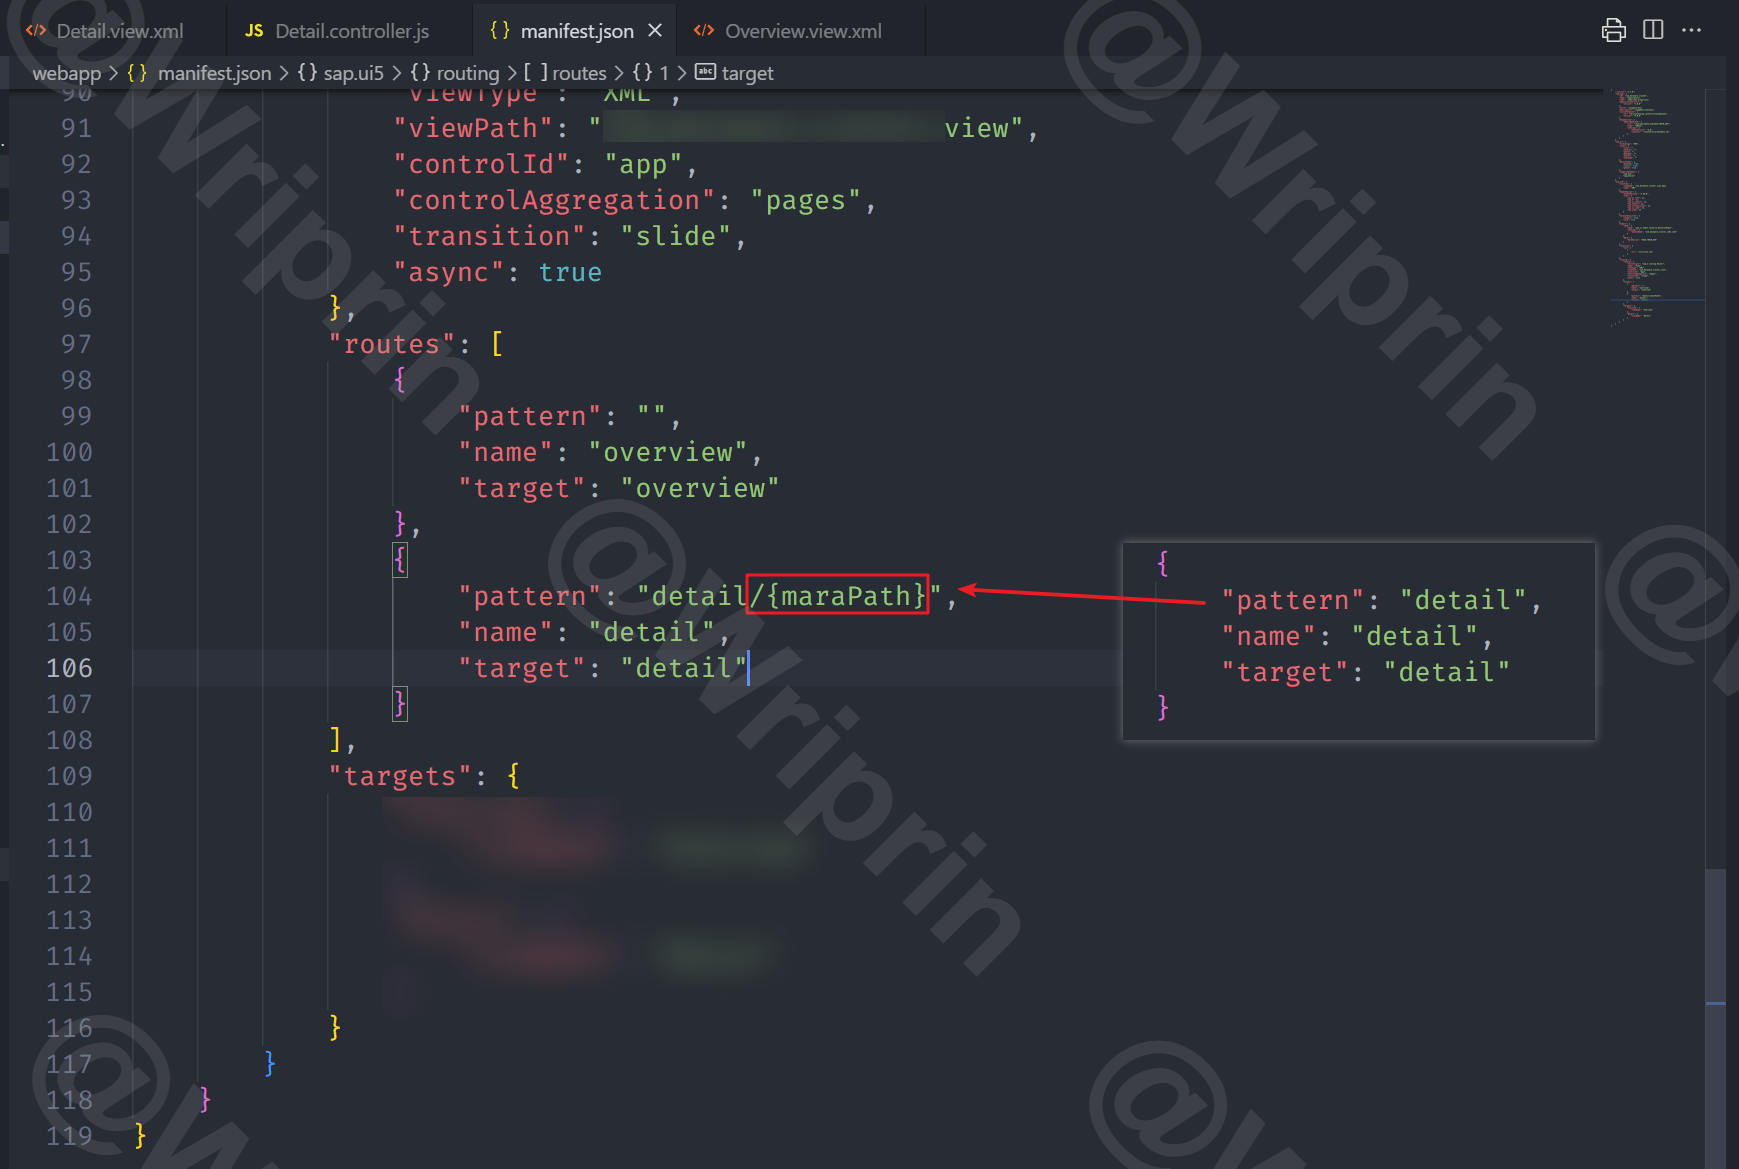 Detail.view.xml
JS Detail.controller.js
{} manifest.json
Overview.view.xml
webapp > {} manifest.json > {} sap.ui5 > {} routing > [ ] routes > {} 1 > abc target
90 "viewType": "XML",
91 "viewPath": " view",
92 "controlId": "app",
93 "controlAggregation": "pages",
94 "transition": "slide",
95 "async": true
96 },
97 "routes": [
98 {
99 "pattern": "",
100 "name": "overview",
101 "target": "overview"
102 },
103 {
104 "pattern": "detail/{maraPath}",
105 "name": "detail",
106 "target": "detail"
107 }
108 ],
109 "targets": {
110
111
112
113
114
115
116 }
117 }
118 }
119 }
{
"pattern": "detail",
"name": "detail",
"target": "detail"
}
@Wriprin
@Wriprin
@Wriprin